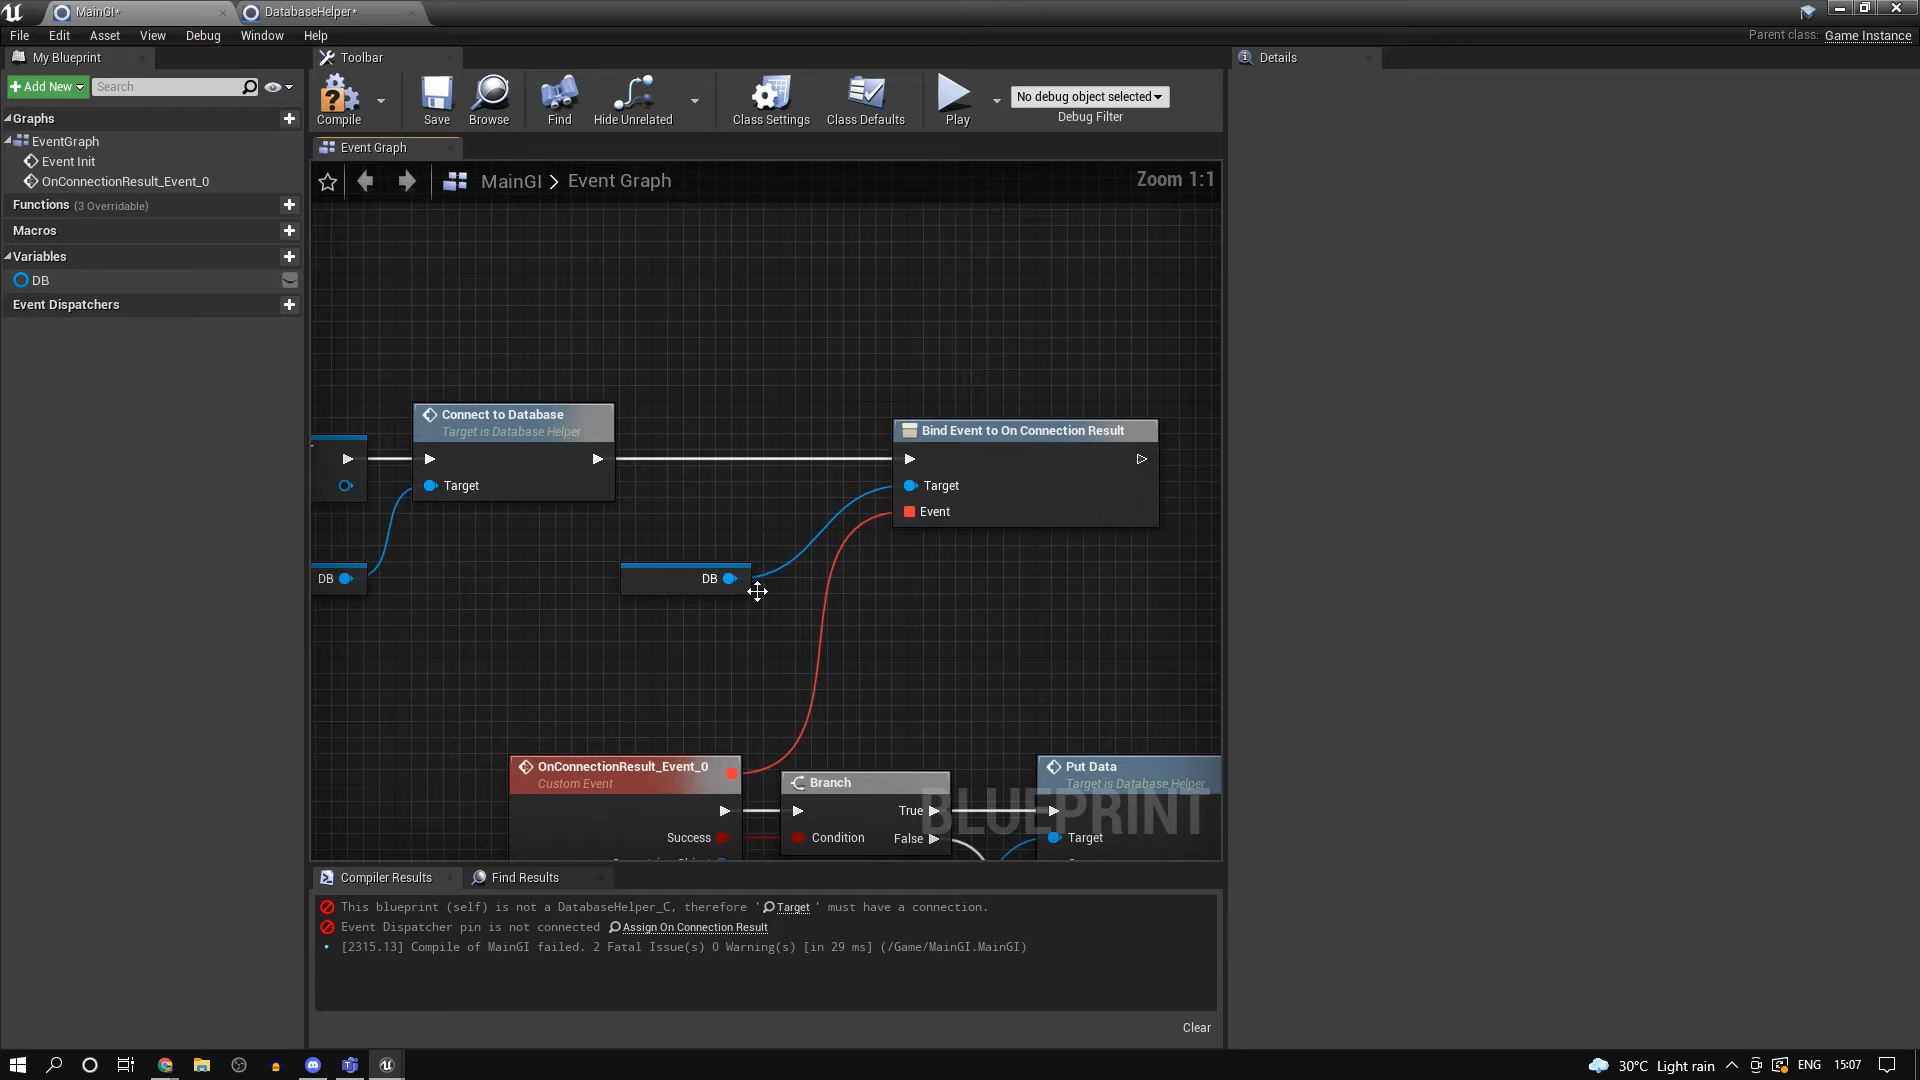 MainGI*
DatabaseHelper*
File Edit Asset View Debug Window Help
Parent class: Game Instance
My Blueprint
Toolbar
Details
Add New
Search
Compile
Save
Browse
Find
Hide Unrelated
Class Settings
Class Defaults
Play
No debug object selected
Debug Filter
Graphs
EventGraph
Event Init
OnConnectionResult_Event_0
Functions (3 Overridable)
Macros
Variables
DB
Event Dispatchers
Event Graph
MainGI > Event Graph
Zoom 1:1
Connect to Database
Target is Database Helper
Target
DB
Bind Event to On Connection Result
Target
Event
DB
OnConnectionResult_Event_0
Custom Event
Success
Branch
True
Condition
False
Put Data
Target is Database Helper
Target
BLUEPRINT
Compiler Results
Find Results
This blueprint (self) is not a DatabaseHelper_C, therefore ' Target ' must have a connection.
Event Dispatcher pin is not connected Assign On Connection Result
[2315.13] Compile of MainGI failed. 2 Fatal Issue(s) 0 Warning(s) [in 29 ms] (/Game/MainGI.MainGI)
Clear
30°C Light rain
ENG
15:07